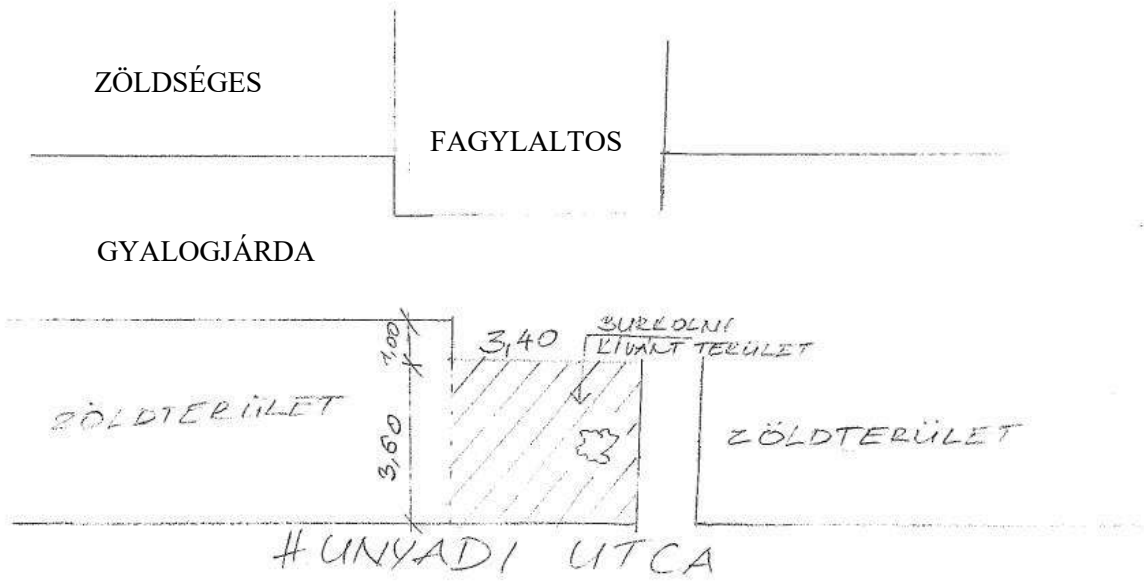 ZÖLDSÉGES
FAGYLALTOS
GYALOGJÁRDA
1,00
3,40
BURKOLNI
KÍVÁNT TERÜLET
ZÖLDTERÜLET
3,60
ZÖLDTERÜLET
HUNYADI UTCA